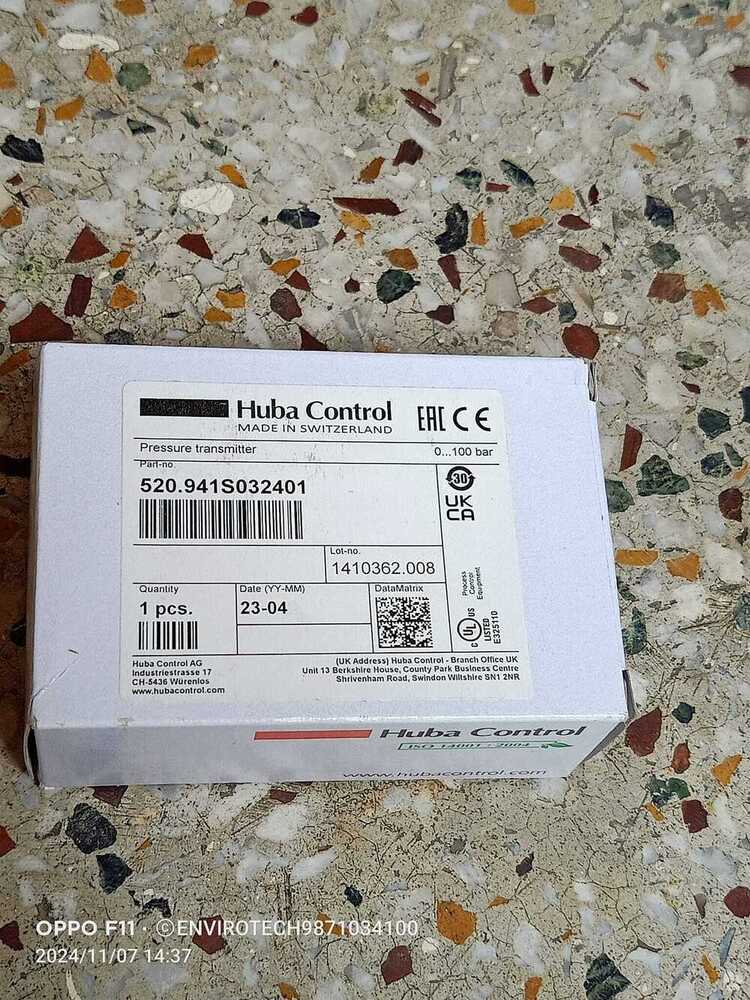 Huba Control
MADE IN SWITZERLAND
EAC CE
Pressure transmitter 0...100 bar
Part-no.
520.941S032401
30
UK
CA
Lot-no.
1410362.008
Process
Control
Equipment
Quantity
1 pcs.
Date (YY-MM)
23-04
DataMatrix
C UL US
LISTED
E325110
Huba Control AG
Industriestrasse 17
CH-5436 Würenlos
www.hubacontrol.com
(UK Address) Huba Control - Branch Office UK
Unit 13 Berkshire House, County Park Business Centre
Shrivenham Road, Swindon Wiltshire SN1 2NR
Huba Control
ISO 14001 : 2004
www.hubacontrol.com
OPPO F11 · ©ENVIROTECH9871034100
2024/11/07 14:37